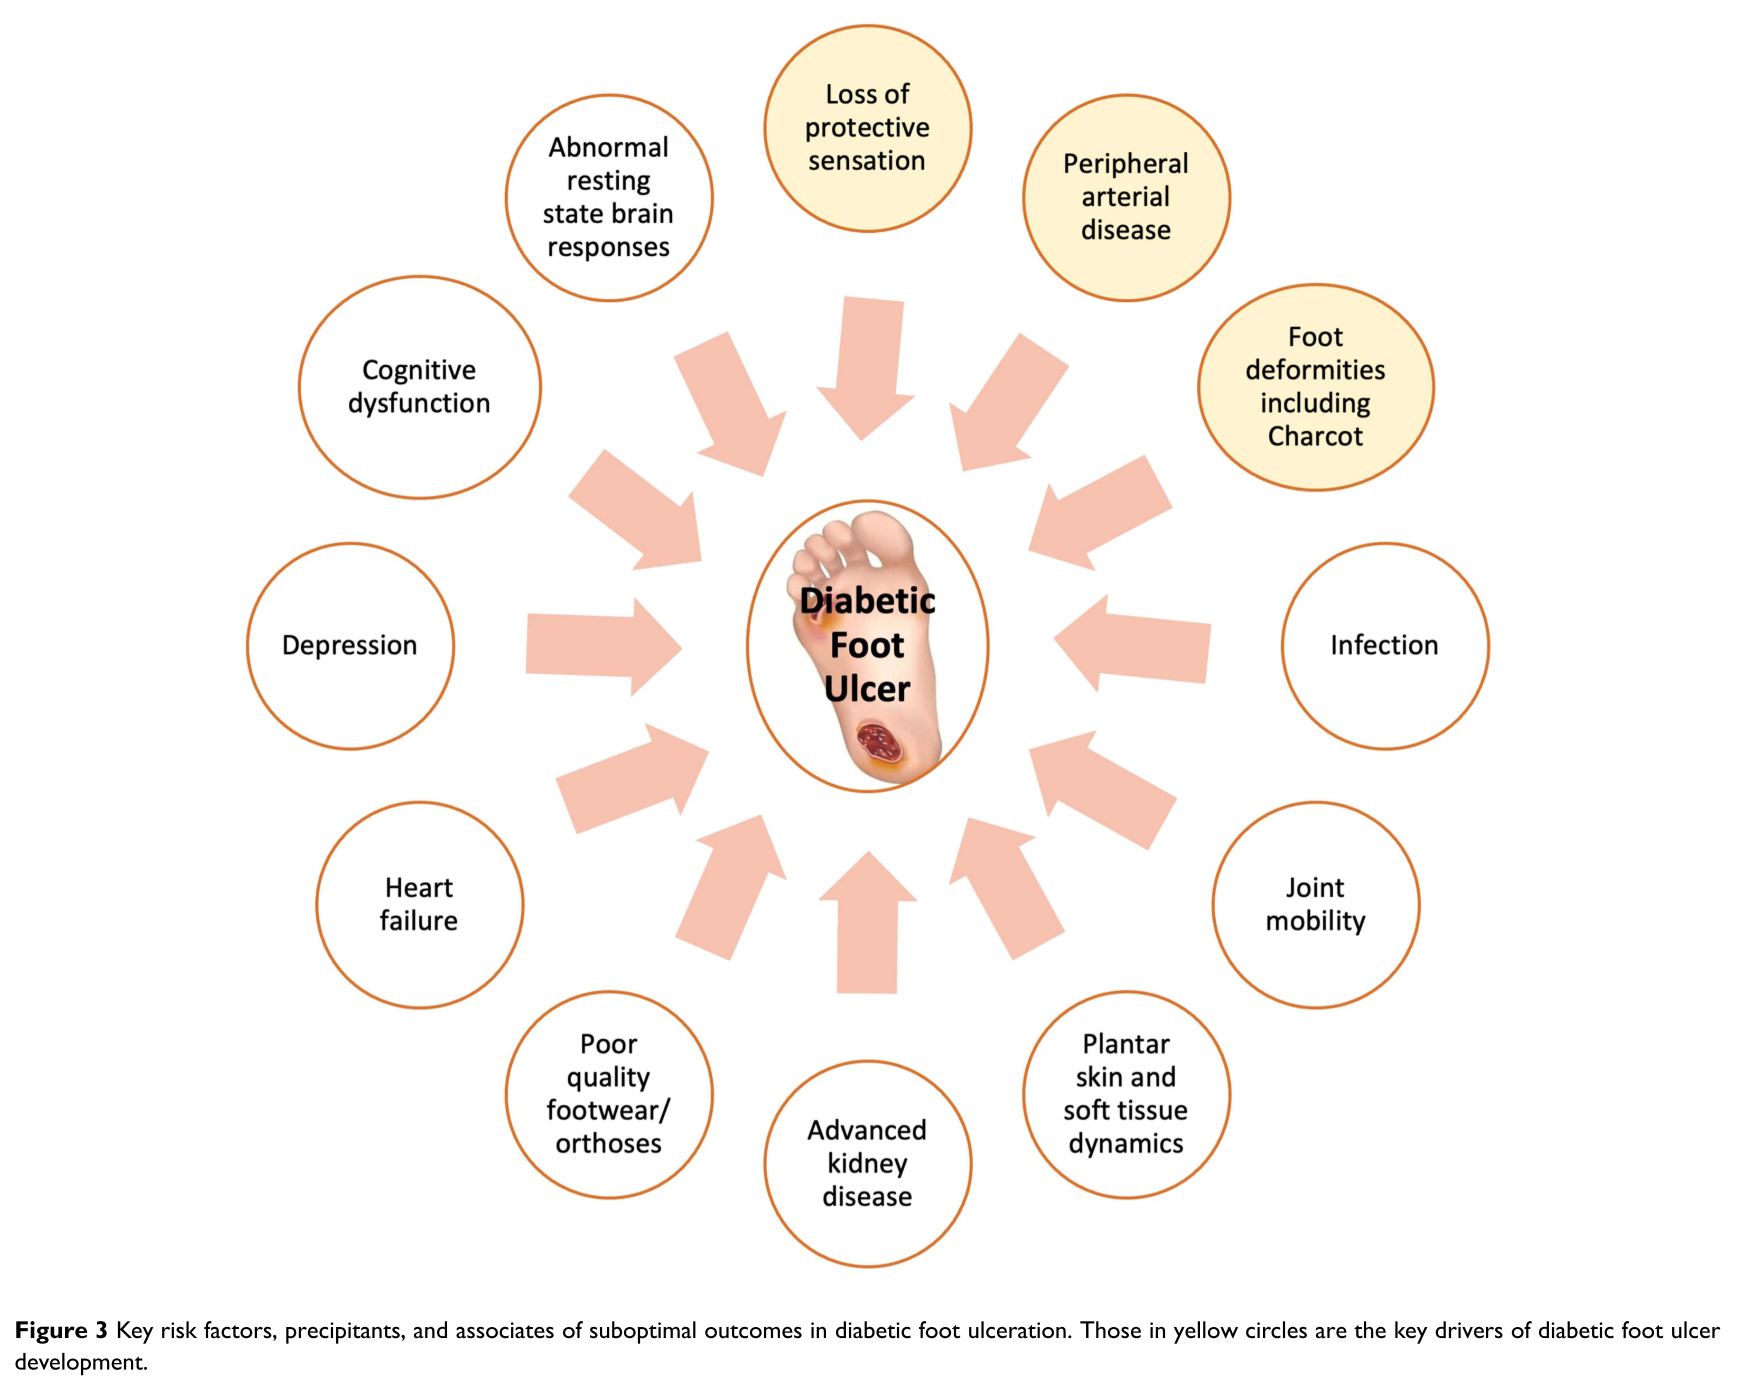 Loss of
protective
sensation
Peripheral
arterial
disease
Foot
deformities
including
Charcot
Infection
Joint
mobility
Plantar
skin and
soft tissue
dynamics
Advanced
kidney
disease
Poor
quality
footwear/
orthoses
Heart
failure
Depression
Cognitive
dysfunction
Abnormal
resting
state brain
responses
Diabetic
Foot
Ulcer
Figure 3 Key risk factors, precipitants, and associates of suboptimal outcomes in diabetic foot ulceration. Those in yellow circles are the key drivers of diabetic foot ulcer
development.